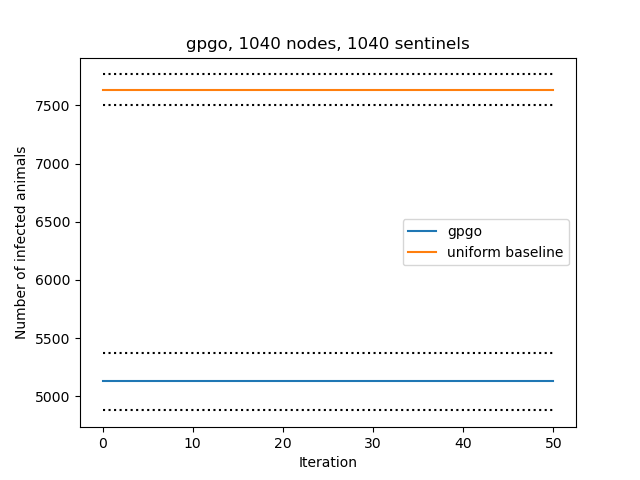 gpgo, 1040 nodes, 1040 sentinels
Number of infected animals
7500
7000
6500
6000
5500
5000
gpgo
uniform baseline
0 10 20 30 40 50
Iteration